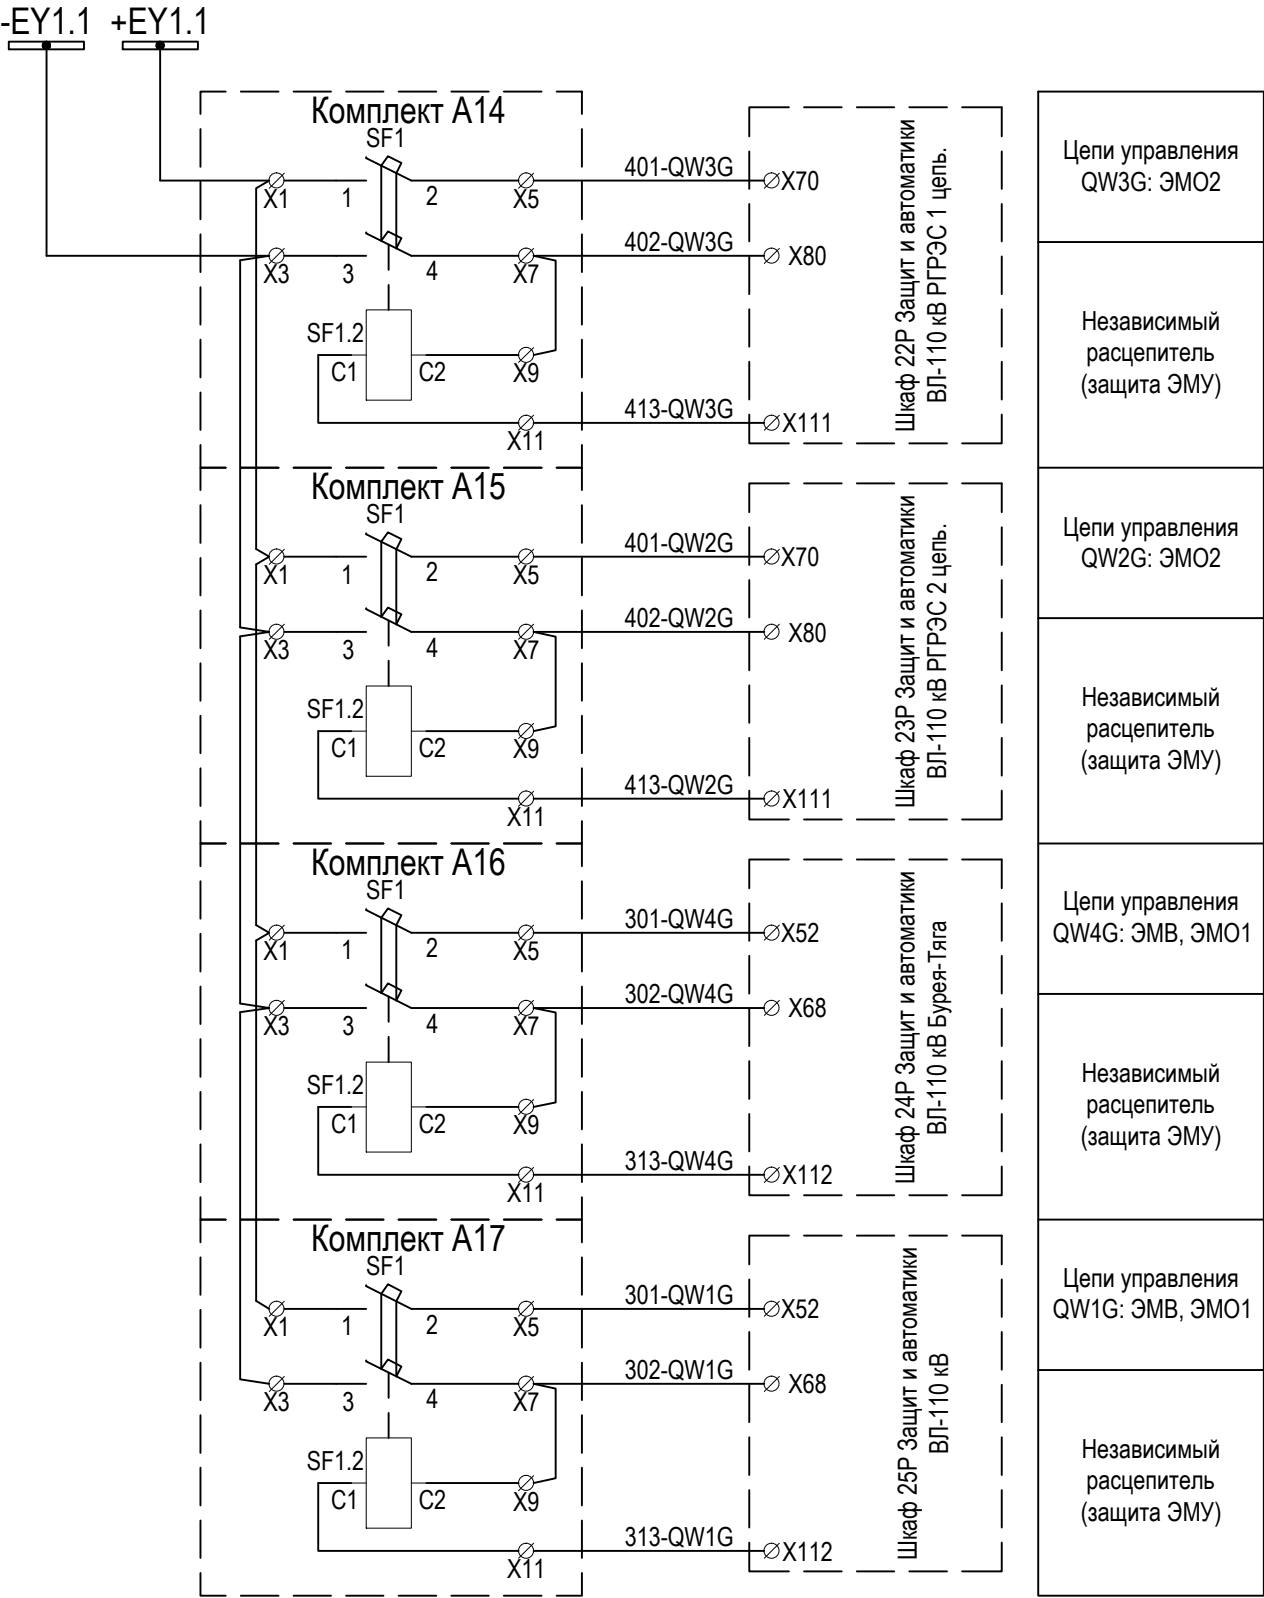 -EY1.1 +EY1.1
Комплект А14
SF1
X1 1 2 X5 401-QW3G X70
X3 3 4 X7 402-QW3G X80
SF1.2
C1 C2 X9
X11 413-QW3G X111
Шкаф 22Р Защит и автоматики
ВЛ-110 кВ РГРЭС 1 цепь.
Цепи управления
QW3G: ЭМО2
Независимый
расцепитель
(защита ЭМУ)
Комплект А15
SF1
X1 1 2 X5 401-QW2G X70
X3 3 4 X7 402-QW2G X80
SF1.2
C1 C2 X9
X11 413-QW2G X111
Шкаф 23Р Защит и автоматики
ВЛ-110 кВ РГРЭС 2 цепь.
Цепи управления
QW2G: ЭМО2
Независимый
расцепитель
(защита ЭМУ)
Комплект А16
SF1
X1 1 2 X5 301-QW4G X52
X3 3 4 X7 302-QW4G X68
SF1.2
C1 C2 X9
X11 313-QW4G X112
Шкаф 24Р Защит и автоматики
ВЛ-110 кВ Бурея-Тяга
Цепи управления
QW4G: ЭМВ, ЭМО1
Независимый
расцепитель
(защита ЭМУ)
Комплект А17
SF1
X1 1 2 X5 301-QW1G X52
X3 3 4 X7 302-QW1G X68
SF1.2
C1 C2 X9
X11 313-QW1G X112
Шкаф 25Р Защит и автоматики
ВЛ-110 кВ
Цепи управления
QW1G: ЭМВ, ЭМО1
Независимый
расцепитель
(защита ЭМУ)